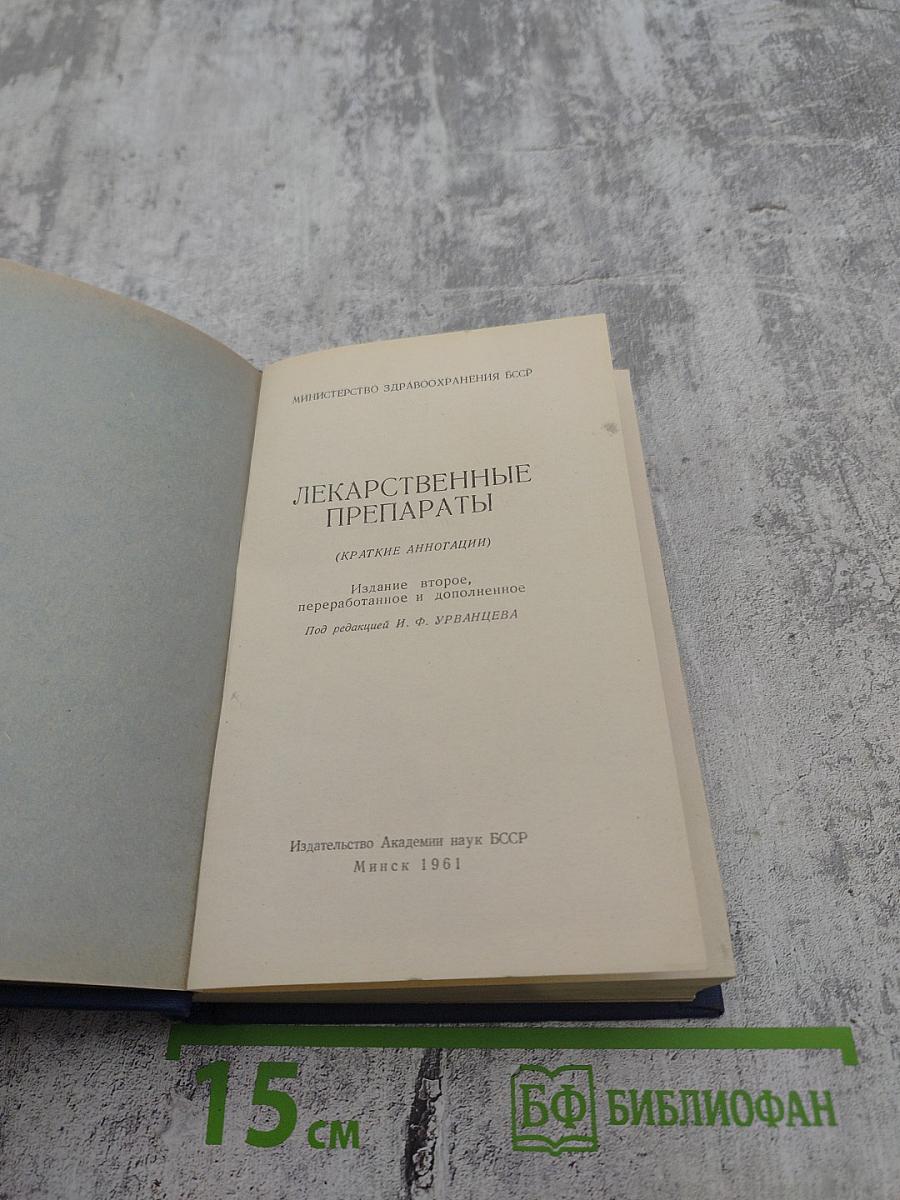 МИНИСТЕРСТВО ЗДРАВООХРАНЕНИЯ БССР
ЛЕКАРСТВЕННЫЕ
ПРЕПАРАТЫ
(КРАТКИЕ АННОТАЦИИ)
Издание второе,
переработанное и дополненное
Под редакцией И. Ф. УРВАНЦЕВА
Издательство Академии наук БССР
Минск 1961
15 см
БФ БИБЛИОФАН